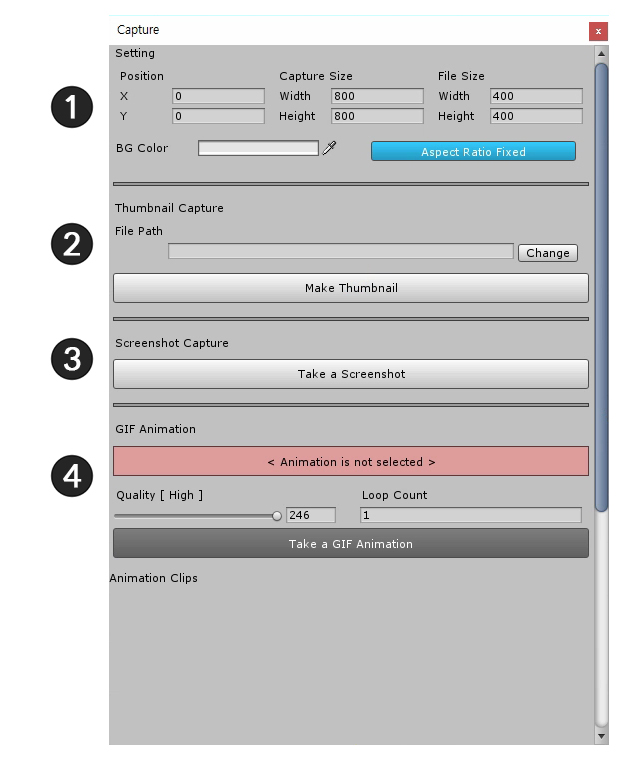 Capture
x
Setting
Position Capture Size File Size
1
X 0 Width 800 Width 400
Y 0 Height 800 Height 400
BG Color Aspect Ratio Fixed
Thumbnail Capture
2
File Path
Change
Make Thumbnail
Screenshot Capture
3
Take a Screenshot
GIF Animation
4
< Animation is not selected >
Quality [ High ] Loop Count
246 1
Take a GIF Animation
Animation Clips